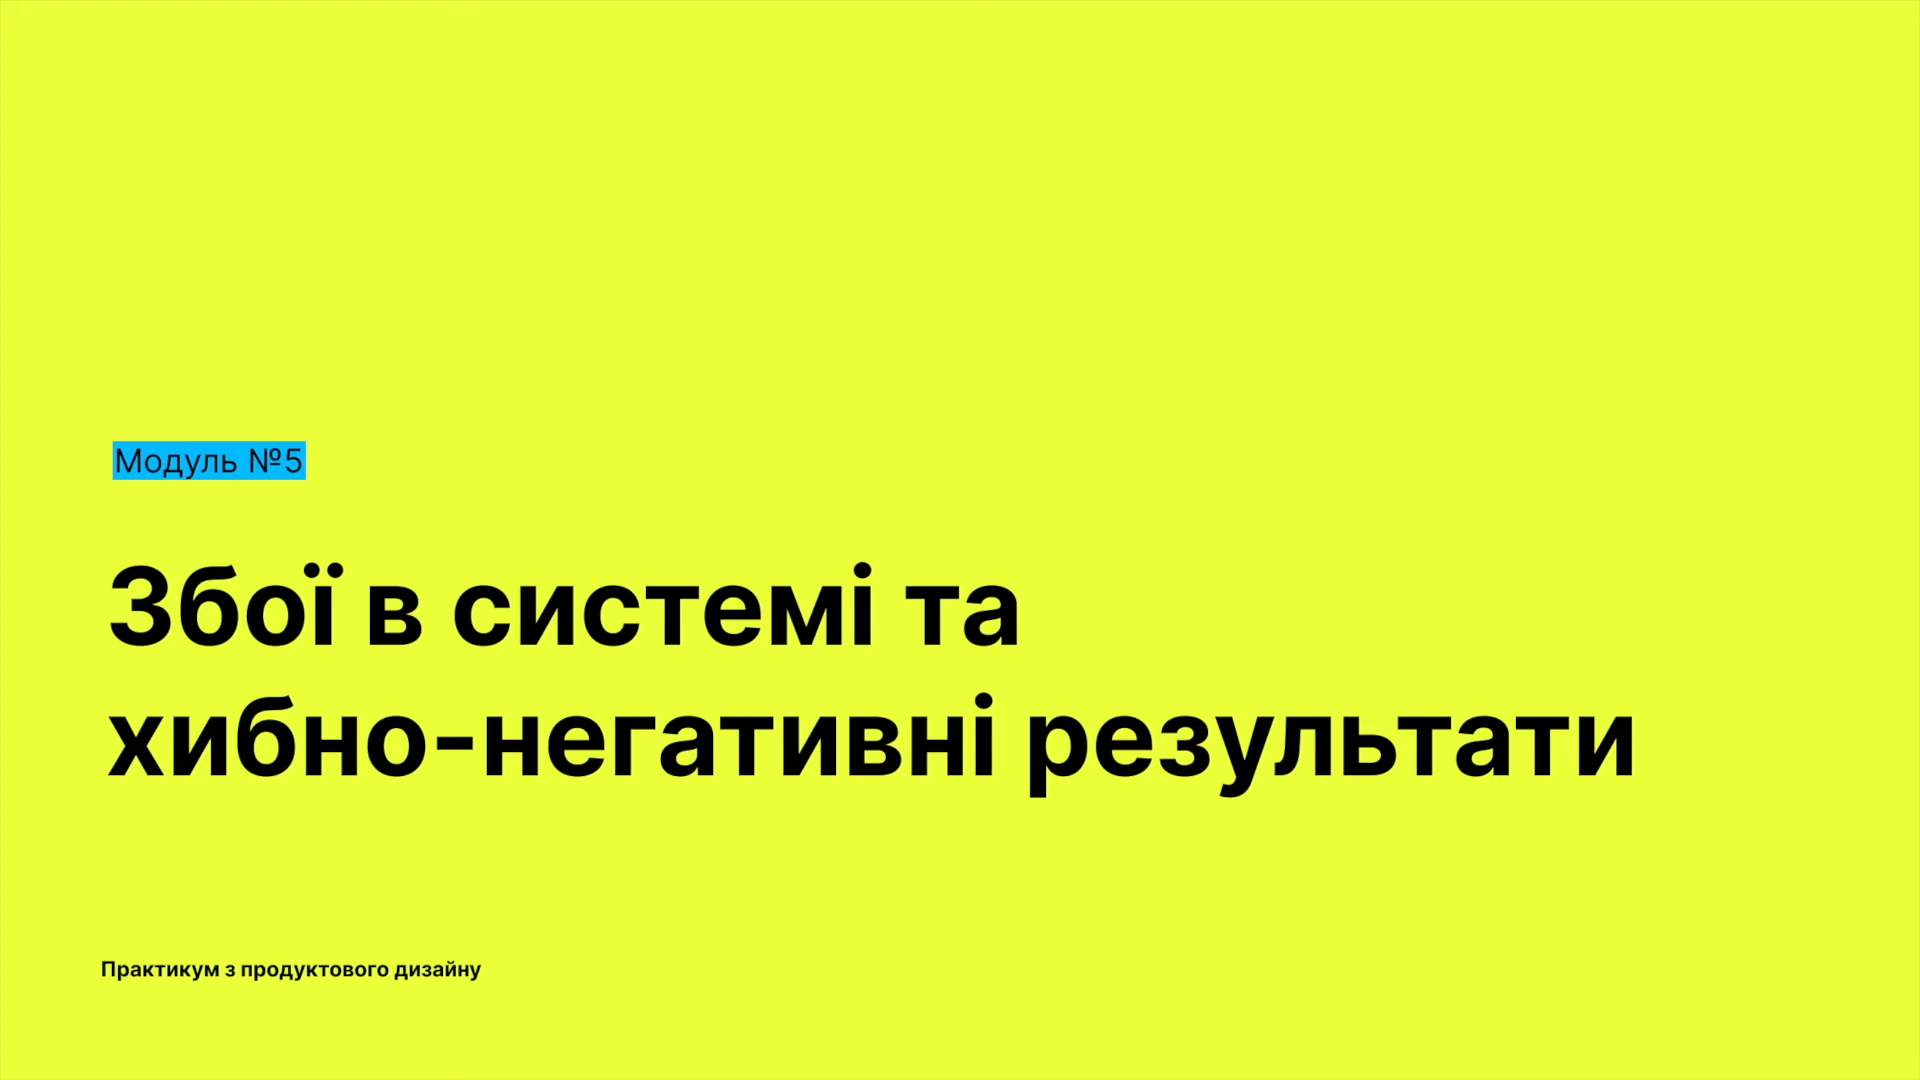 Модуль №5
Збої в системі та
хибно-негативні результати
Практикум з продуктового дизайну